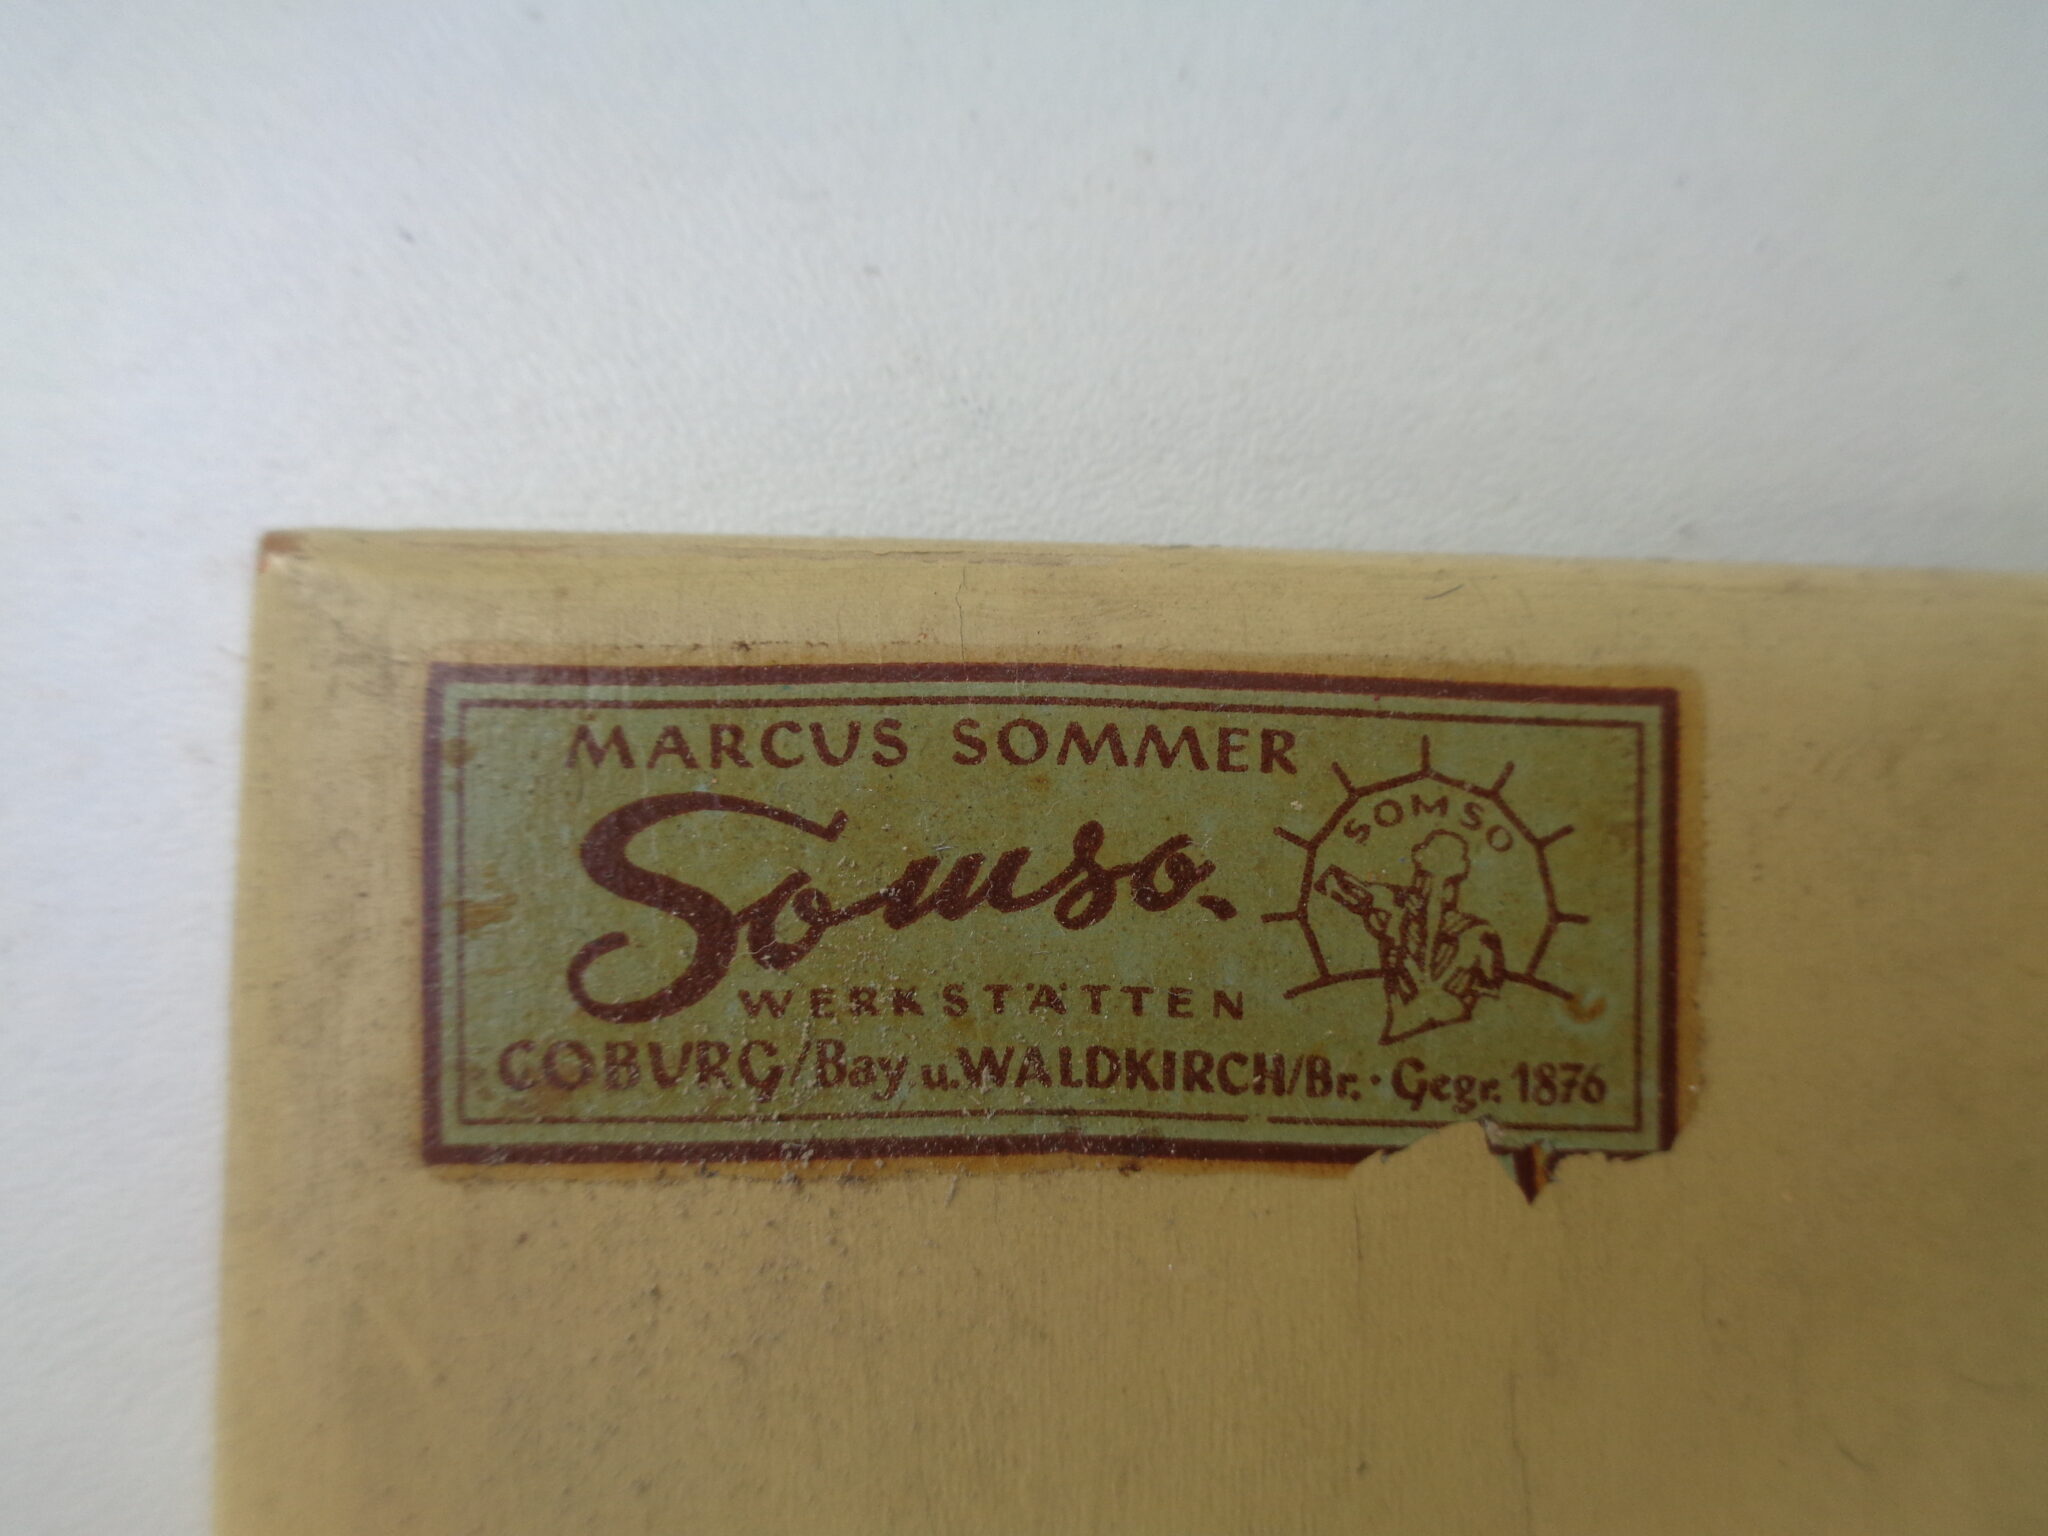 MARCUS SOMMER
Somso.
SOMSO
WERKSTÄTTEN
COBURG/Bay. u. WALDKIRCH/Br. · Gegr. 1876